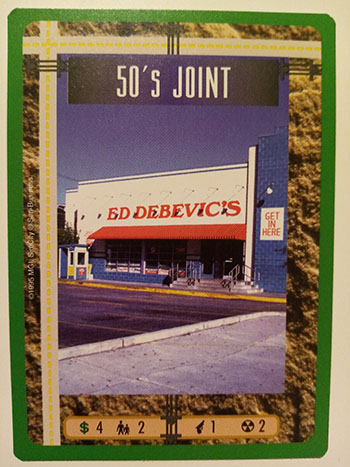 50's JOINT
ED DEBEVIC'S
GET
IN
HERE
$ 4 2 1 2